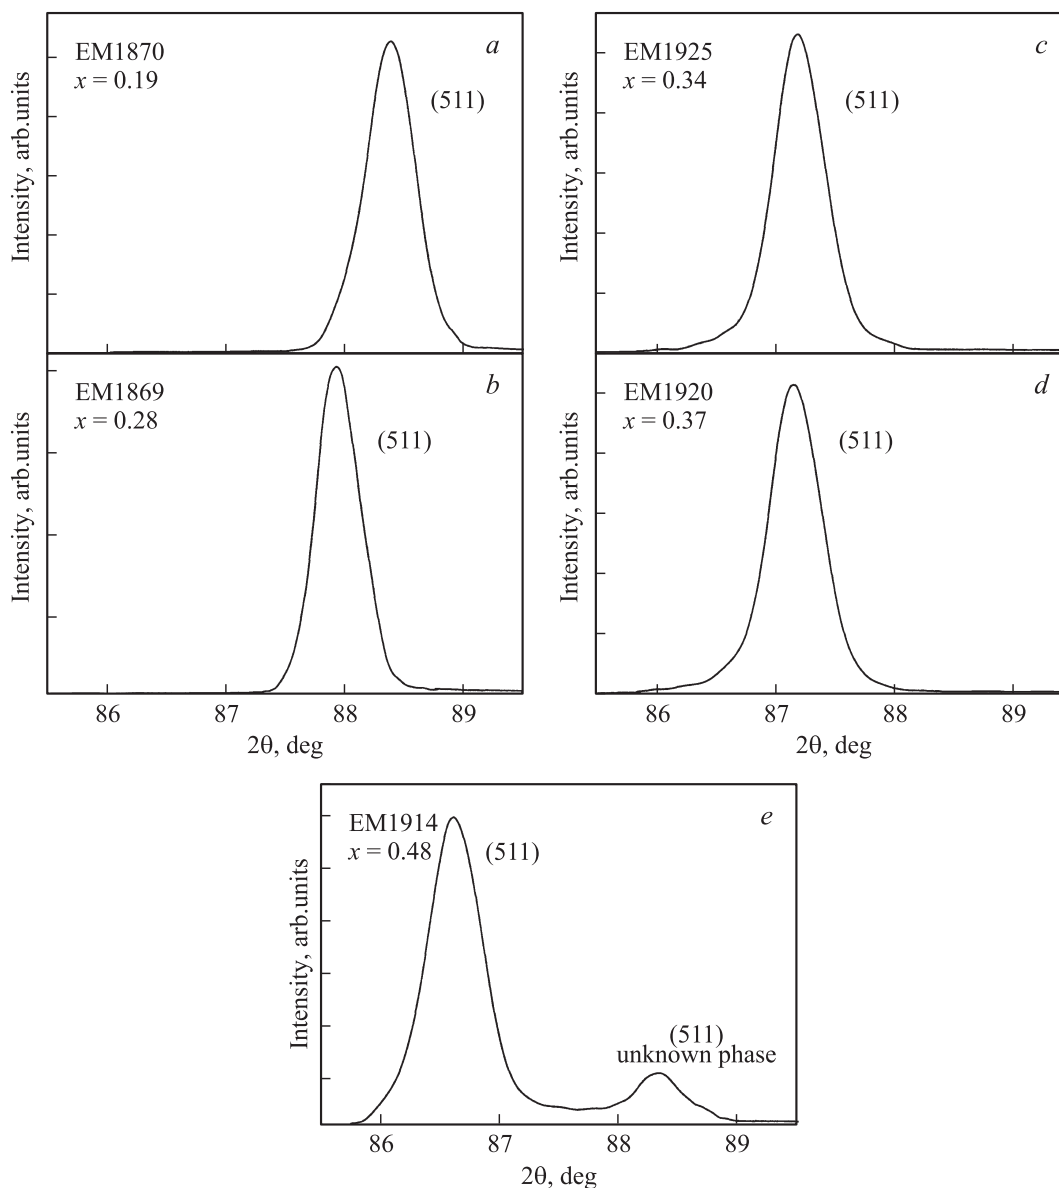 EM1870
x = 0.19
a
(511)
Intensity, arb.units
EM1925
x = 0.34
c
(511)
Intensity, arb.units
EM1869
x = 0.28
b
(511)
Intensity, arb.units
86 87 88 89
2θ, deg
EM1920
x = 0.37
d
(511)
Intensity, arb.units
86 87 88 89
2θ, deg
EM1914
x = 0.48
(511)
e
Intensity, arb.units
(511)
unknown phase
86 87 88 89
2θ, deg